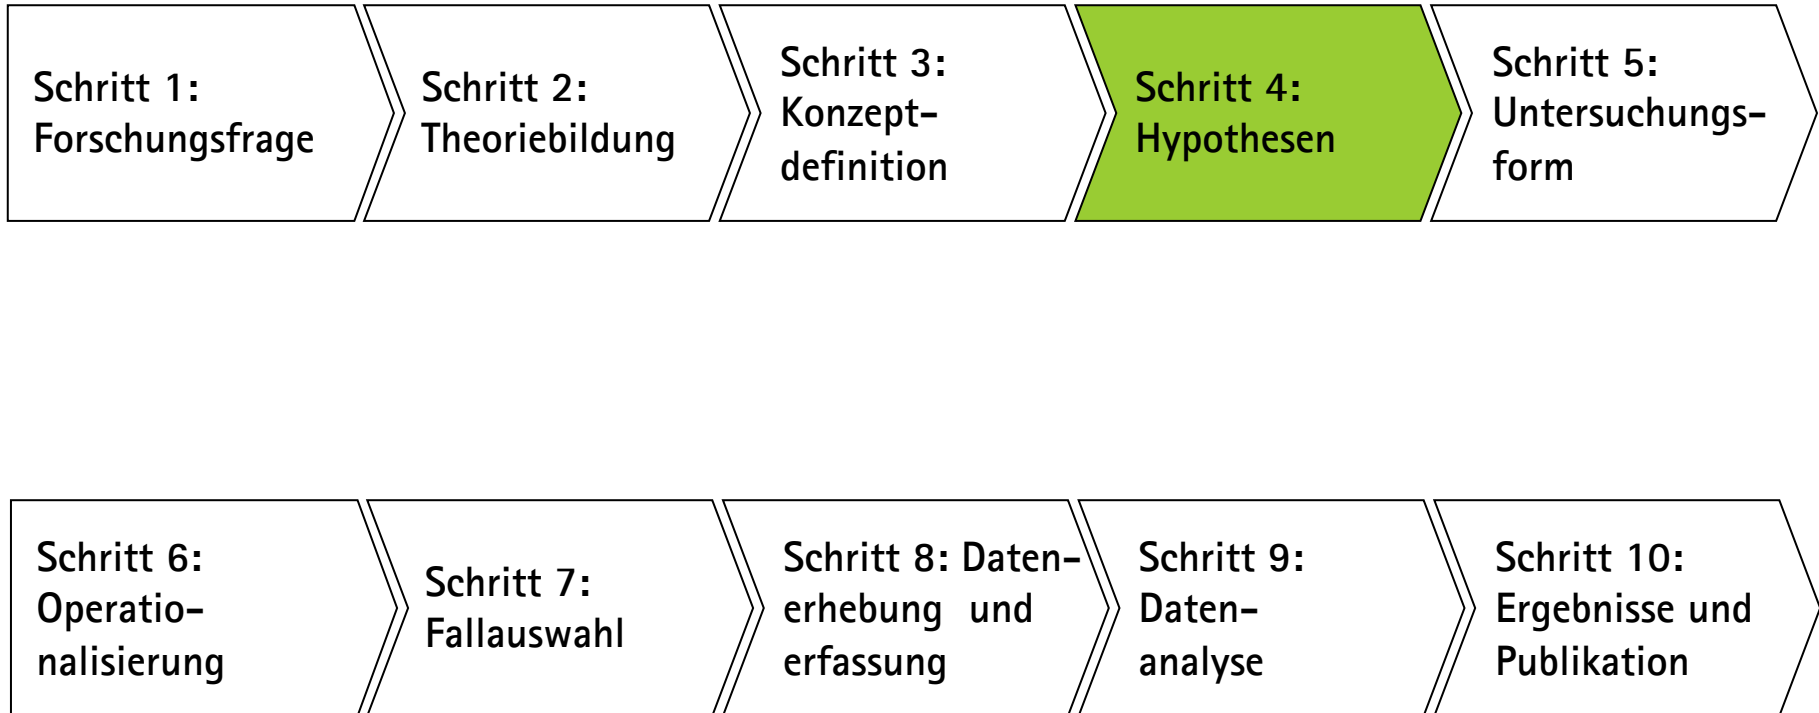 Schritt 1:
Forschungsfrage
Schritt 2:
Theoriebildung
Schritt 3:
Konzept-
definition
Schritt 4:
Hypothesen
Schritt 5:
Untersuchungs-
form
Schritt 6:
Operatio-
nalisierung
Schritt 7:
Fallauswahl
Schritt 8: Daten-
erhebung und
erfassung
Schritt 9:
Daten-
analyse
Schritt 10:
Ergebnisse und
Publikation